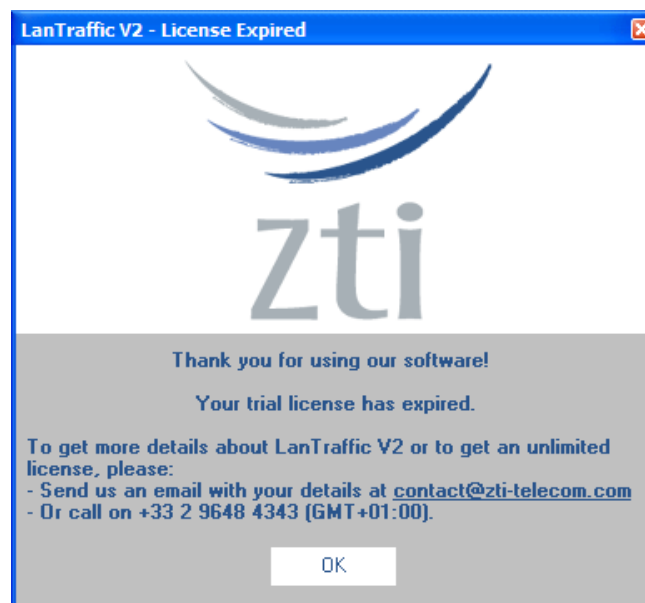 LanTraffic V2 - License Expired
zti
Thank you for using our software!
Your trial license has expired.
To get more details about LanTraffic V2 or to get an unlimited
license, please:
- Send us an email with your details at contact@zti-telecom.com
- Or call on +33 2 9648 4343 (GMT+01:00).
OK